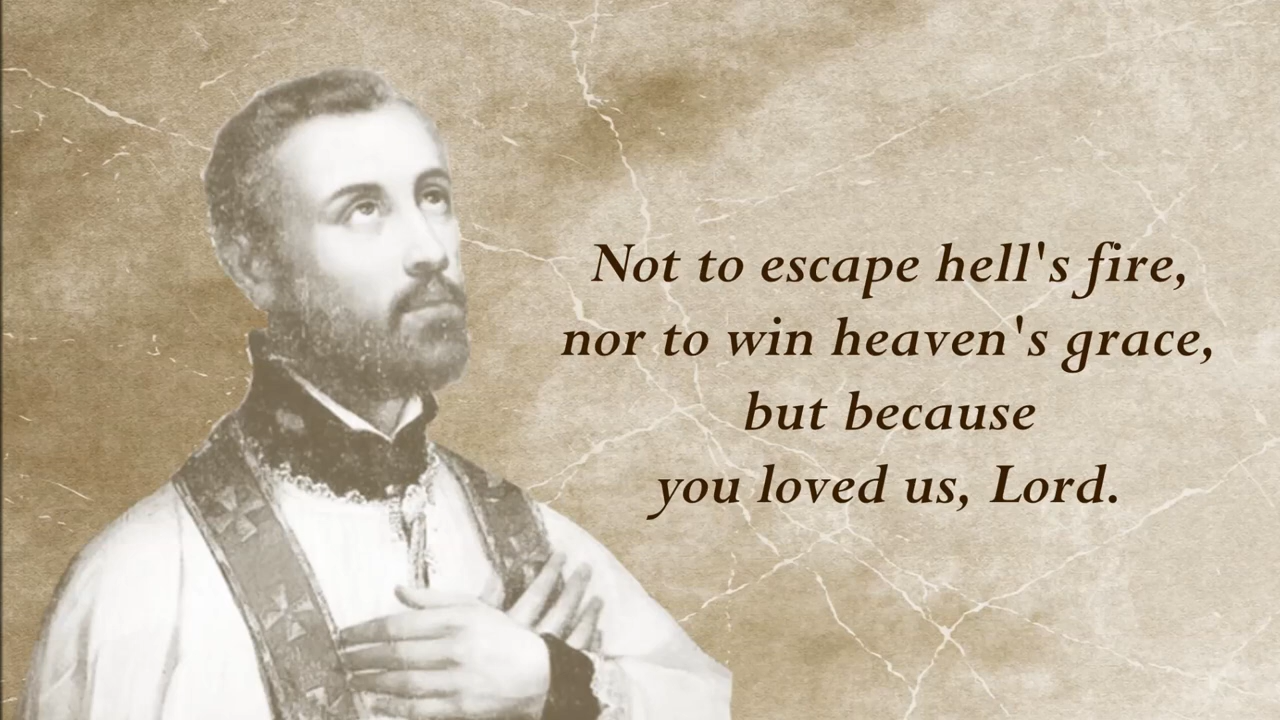 Not to escape hell's fire,
nor to win heaven's grace,
but because
you loved us, Lord.